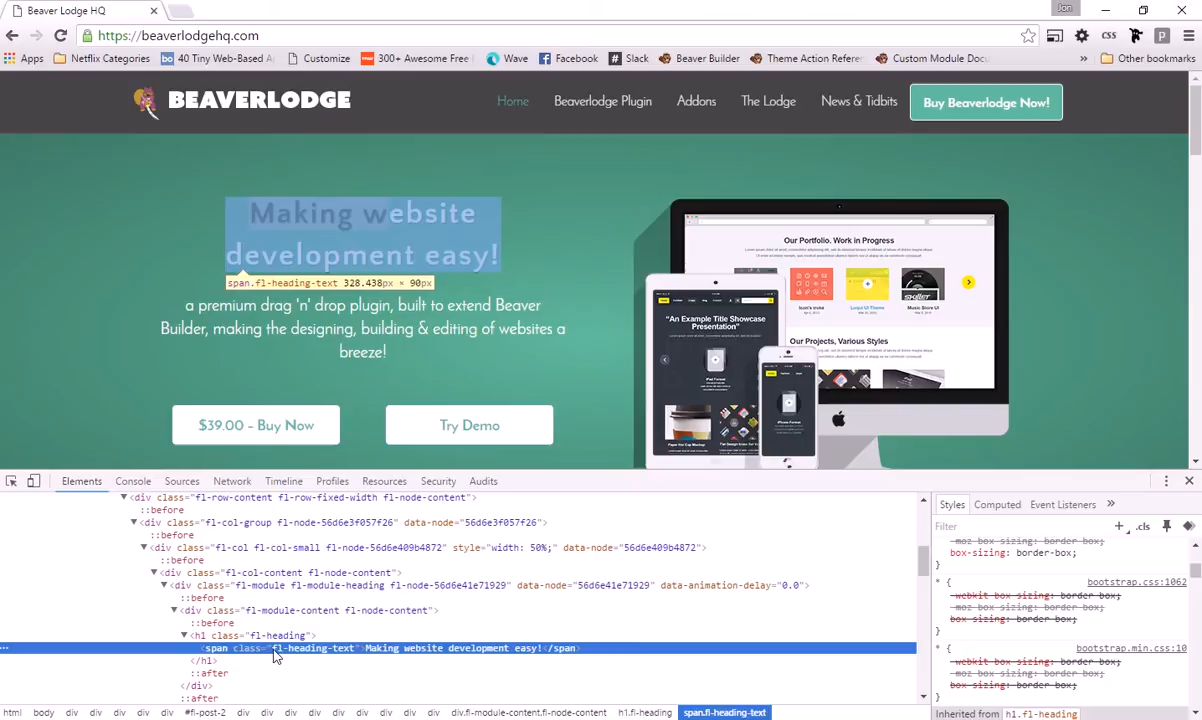 Beaver Lodge HQ
Jon
https://beaverlodgehq.com
CSS
Apps
Netflix Categories
40 Tiny Web-Based A
Customize
300+ Awesome Free
Wave
Facebook
Slack
Beaver Builder
Theme Action Refere
Custom Module Docu
Other bookmarks
BEAVERLODGE
Home
Beaverlodge Plugin
Addons
The Lodge
News & Tidbits
Buy Beaverlodge Now!
Making website
development easy!
span.fl-heading-text 328.438px × 90px
a premium drag 'n' drop plugin, built to extend Beaver
Builder, making the designing, building & editing of websites a
breeze!
$39.00 - Buy Now
Try Demo
Our Portfolio. Work in Progress
Our Projects, Various Styles
"An Example Title Showcase
Presentation"
Elements
Console
Sources
Network
Timeline
Profiles
Resources
Security
Audits
<div class="fl-row-content fl-row-fixed-width fl-node-content">
::before
<div class="fl-col-group fl-node-56d6e3f057f26" data-node="56d6e3f057f26">
::before
<div class="fl-col fl-col-small fl-node-56d6e409b4872" style="width: 50%;" data-node="56d6e409b4872">
::before
<div class="fl-col-content fl-node-content">
<div class="fl-module fl-module-heading fl-node-56d6e41e71929" data-node="56d6e41e71929" data-animation-delay="0.0">
::before
<div class="fl-module-content fl-node-content">
::before
<h1 class="fl-heading">
<span class="fl-heading-text">Making website development easy!</span>
</h1>
::after
</div>
::after
html body div div div #fl-post-2 div div div div div div.fl-module-content.fl-node-content h1.fl-heading span.fl-heading-text
Styles
Computed
Event Listeners
Filter
.cls
moz box sizing: border box;
box-sizing: border-box;
}
* {
bootstrap.css:1062
webkit box sizing: border box;
moz box sizing: border box;
box sizing: border box;
}
* {
bootstrap.min.css:10
webkit box sizing: border box;
moz box sizing: border box;
box sizing: border box;
}
Inherited from h1.fl-heading